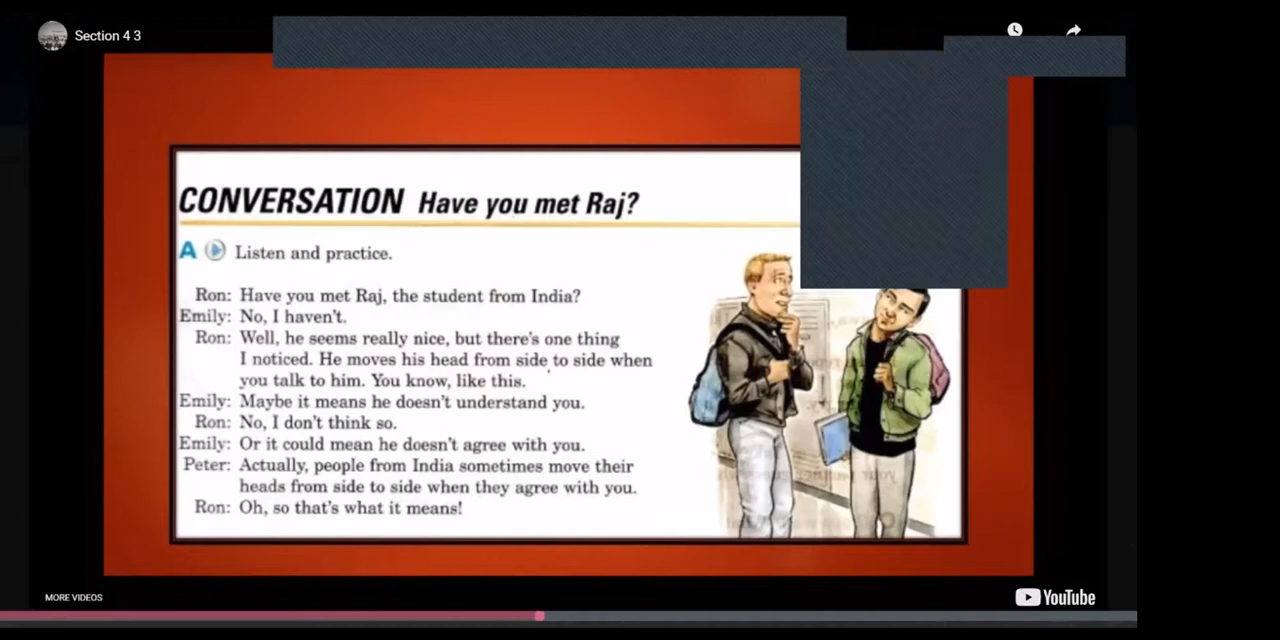 Section 4 3
CONVERSATION Have you met Raj?
A Listen and practice.
Ron: Have you met Raj, the student from India?
Emily: No, I haven't.
Ron: Well, he seems really nice, but there's one thing
I noticed. He moves his head from side to side when
you talk to him. You know, like this.
Emily: Maybe it means he doesn't understand you.
Ron: No, I don't think so.
Emily: Or it could mean he doesn't agree with you.
Peter: Actually, people from India sometimes move their
heads from side to side when they agree with you.
Ron: Oh, so that's what it means!
MORE VIDEOS
YouTube